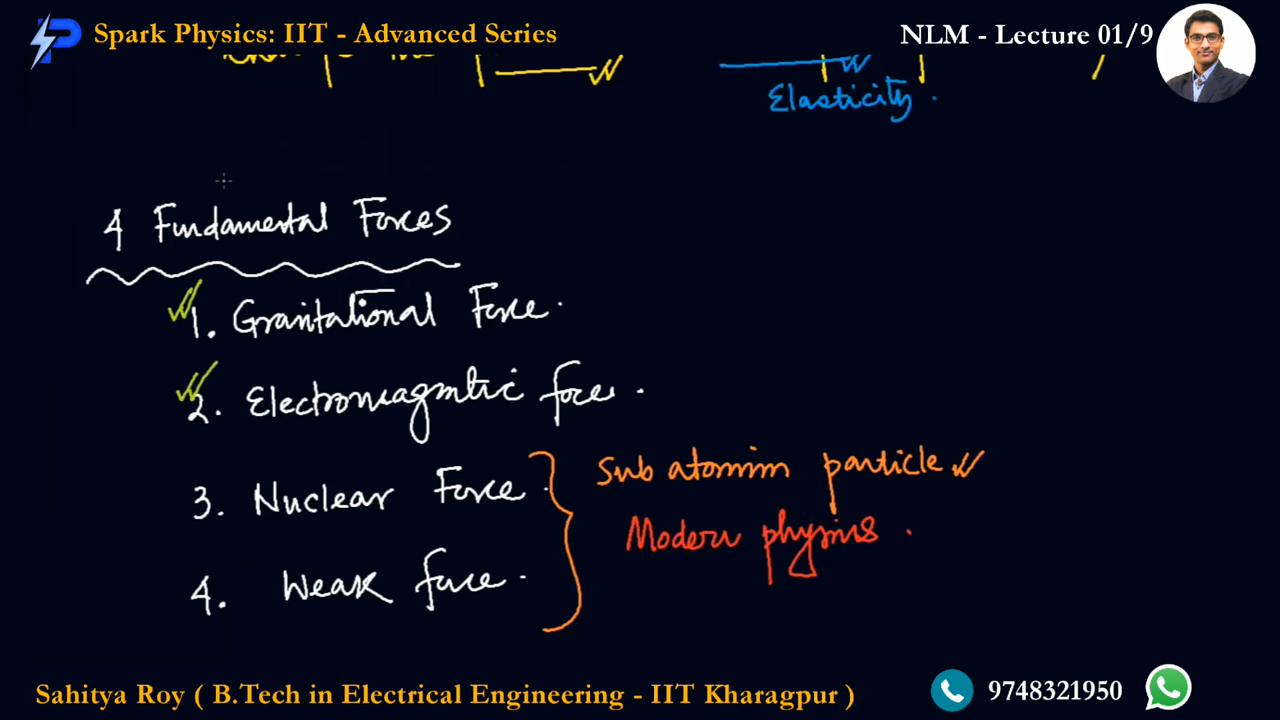 Spark Physics: IIT - Advanced Series
NLM - Lecture 01/9
Elasticity.
4 Fundamental Forces
1. Gravitational Force.
2. Electromagntic force.
3. Nuclear Force.
Sub atomim particle
Modern physics.
4. Weak force.
Sahitya Roy ( B.Tech in Electrical Engineering - IIT Kharagpur )
9748321950